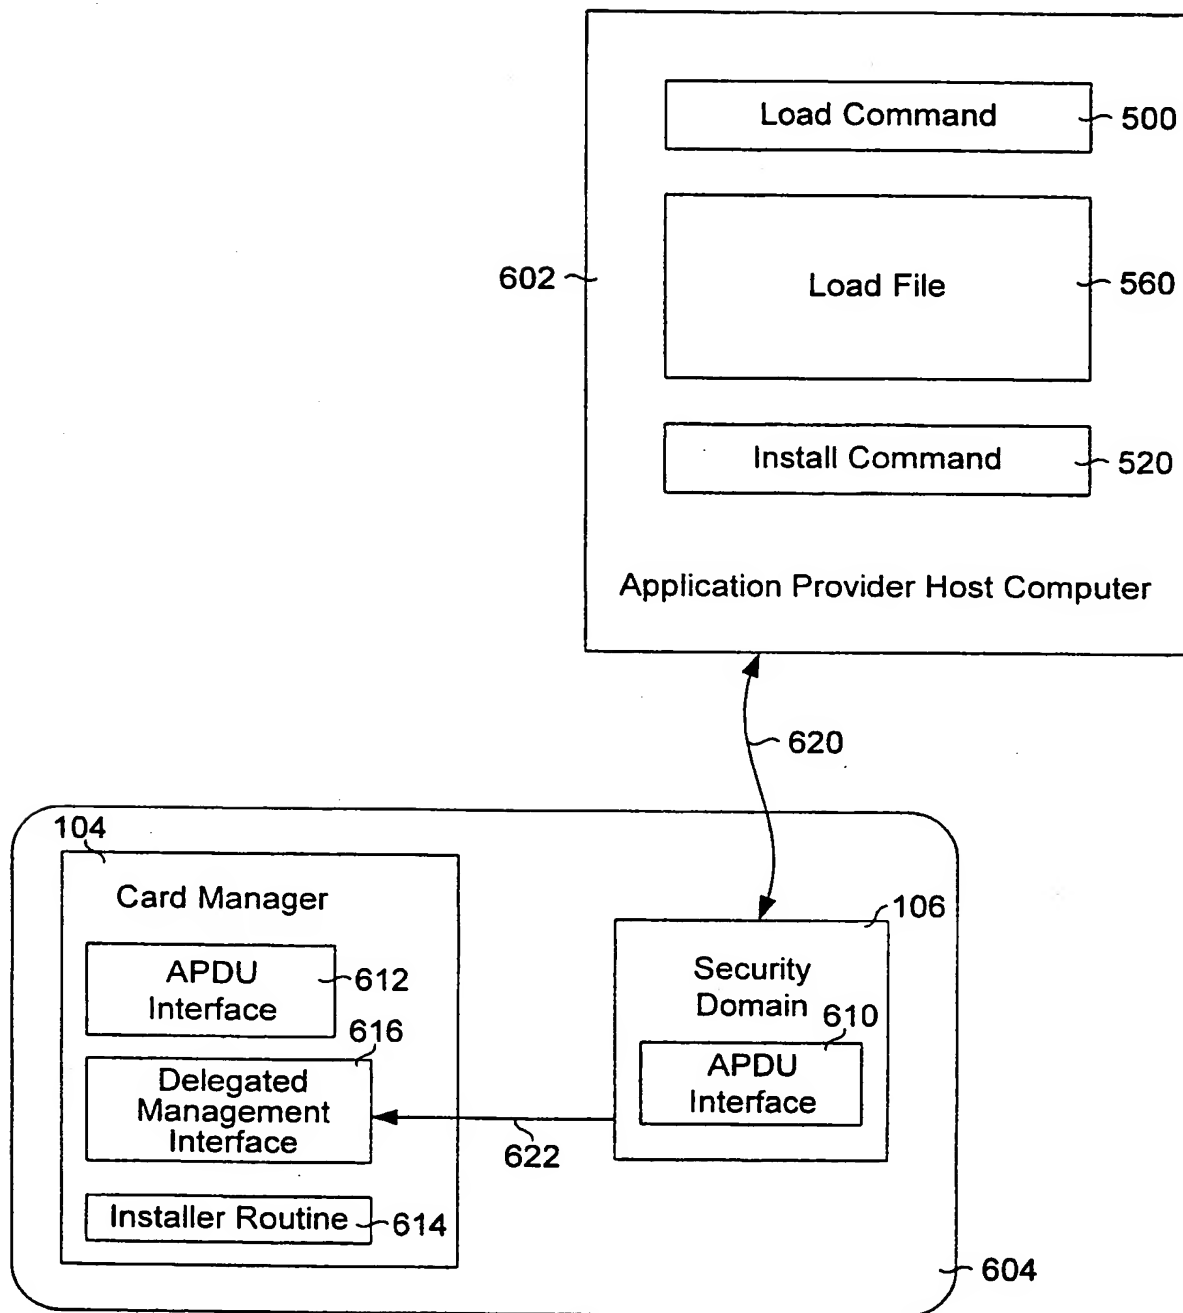 Load Command
500
Load File
560
602
Install Command
520
Application Provider Host Computer
620
104
Card Manager
106
APDU
Interface
612
Security
Domain
616
610
Delegated
Management
Interface
APDU
Interface
622
Installer Routine
614
604